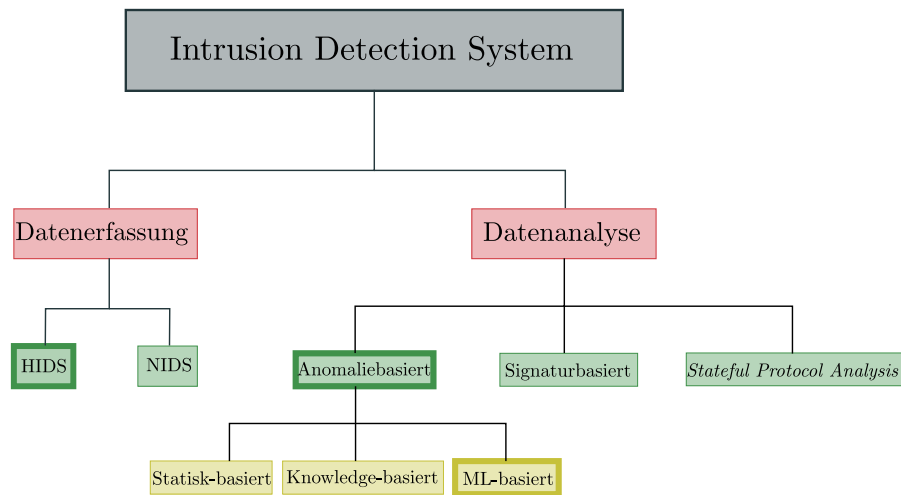 Intrusion Detection System
Datenerfassung
Datenanalyse
HIDS
NIDS
Anomaliebasiert
Signaturbasiert
Stateful Protocol Analysis
Statisk-basiert
Knowledge-basiert
ML-basiert